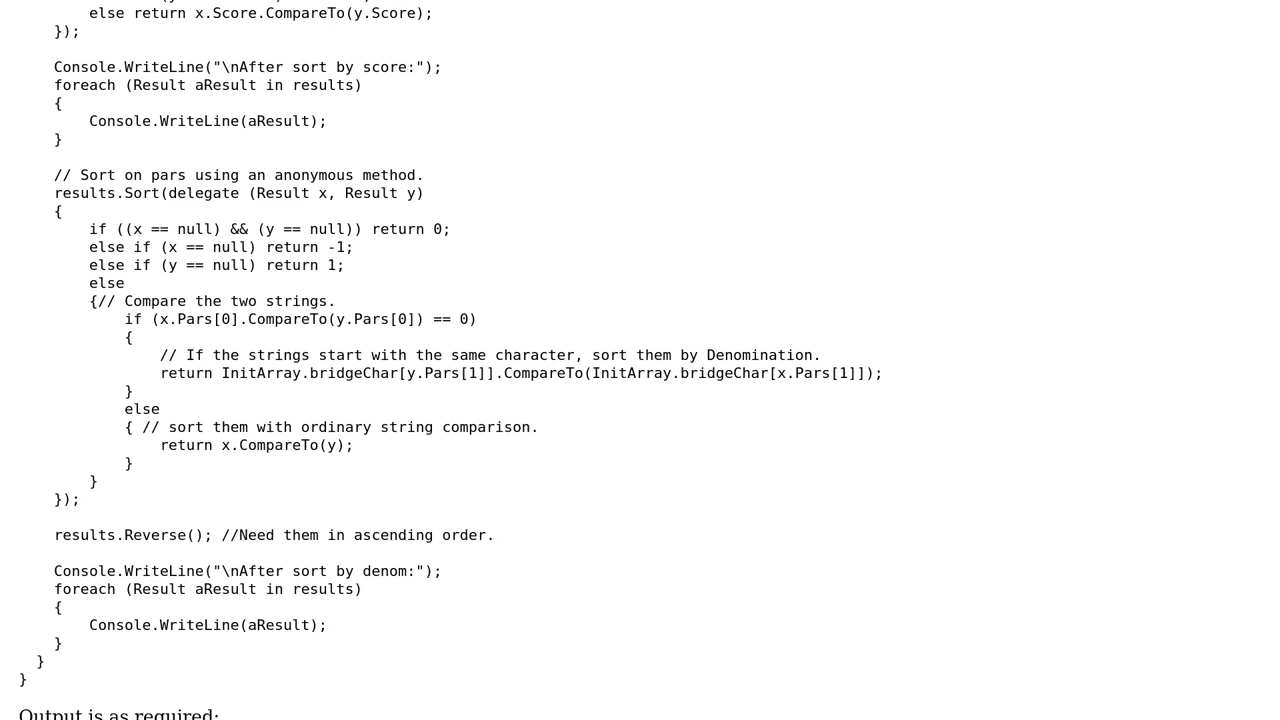 else return x.Score.CompareTo(y.Score);
});
Console.WriteLine("\nAfter sort by score:");
foreach (Result aResult in results)
{
Console.WriteLine(aResult);
}
// Sort on pars using an anonymous method.
results.Sort(delegate (Result x, Result y)
{
if ((x == null) && (y == null)) return 0;
else if (x == null) return -1;
else if (y == null) return 1;
else
{// Compare the two strings.
if (x.Pars[0].CompareTo(y.Pars[0]) == 0)
{
// If the strings start with the same character, sort them by Denomination.
return InitArray.bridgeChar[y.Pars[1]].CompareTo(InitArray.bridgeChar[x.Pars[1]]);
}
else
{ // sort them with ordinary string comparison.
return x.CompareTo(y);
}
}
});
results.Reverse(); //Need them in ascending order.
Console.WriteLine("\nAfter sort by denom:");
foreach (Result aResult in results)
{
Console.WriteLine(aResult);
}
}
}
Output is as required: